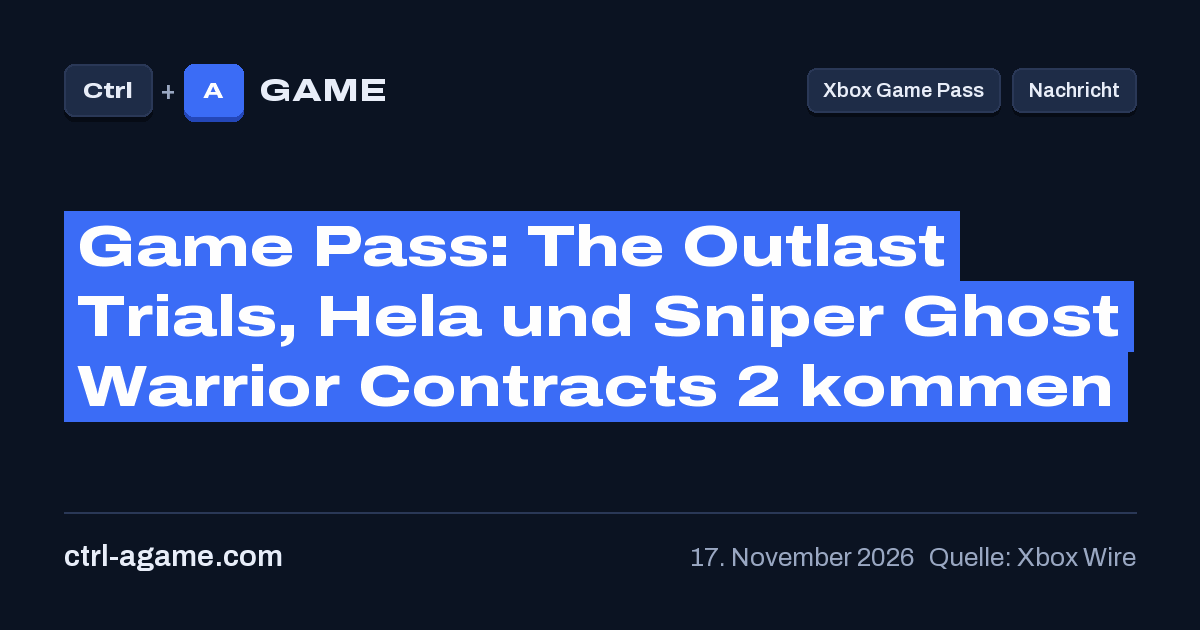 Ctrl + A GAME
Xbox Game Pass Nachricht
Game Pass: The Outlast
Trials, Hela und Sniper Ghost
Warrior Contracts 2 kommen
ctrl-agame.com
17. November 2026 Quelle: Xbox Wire